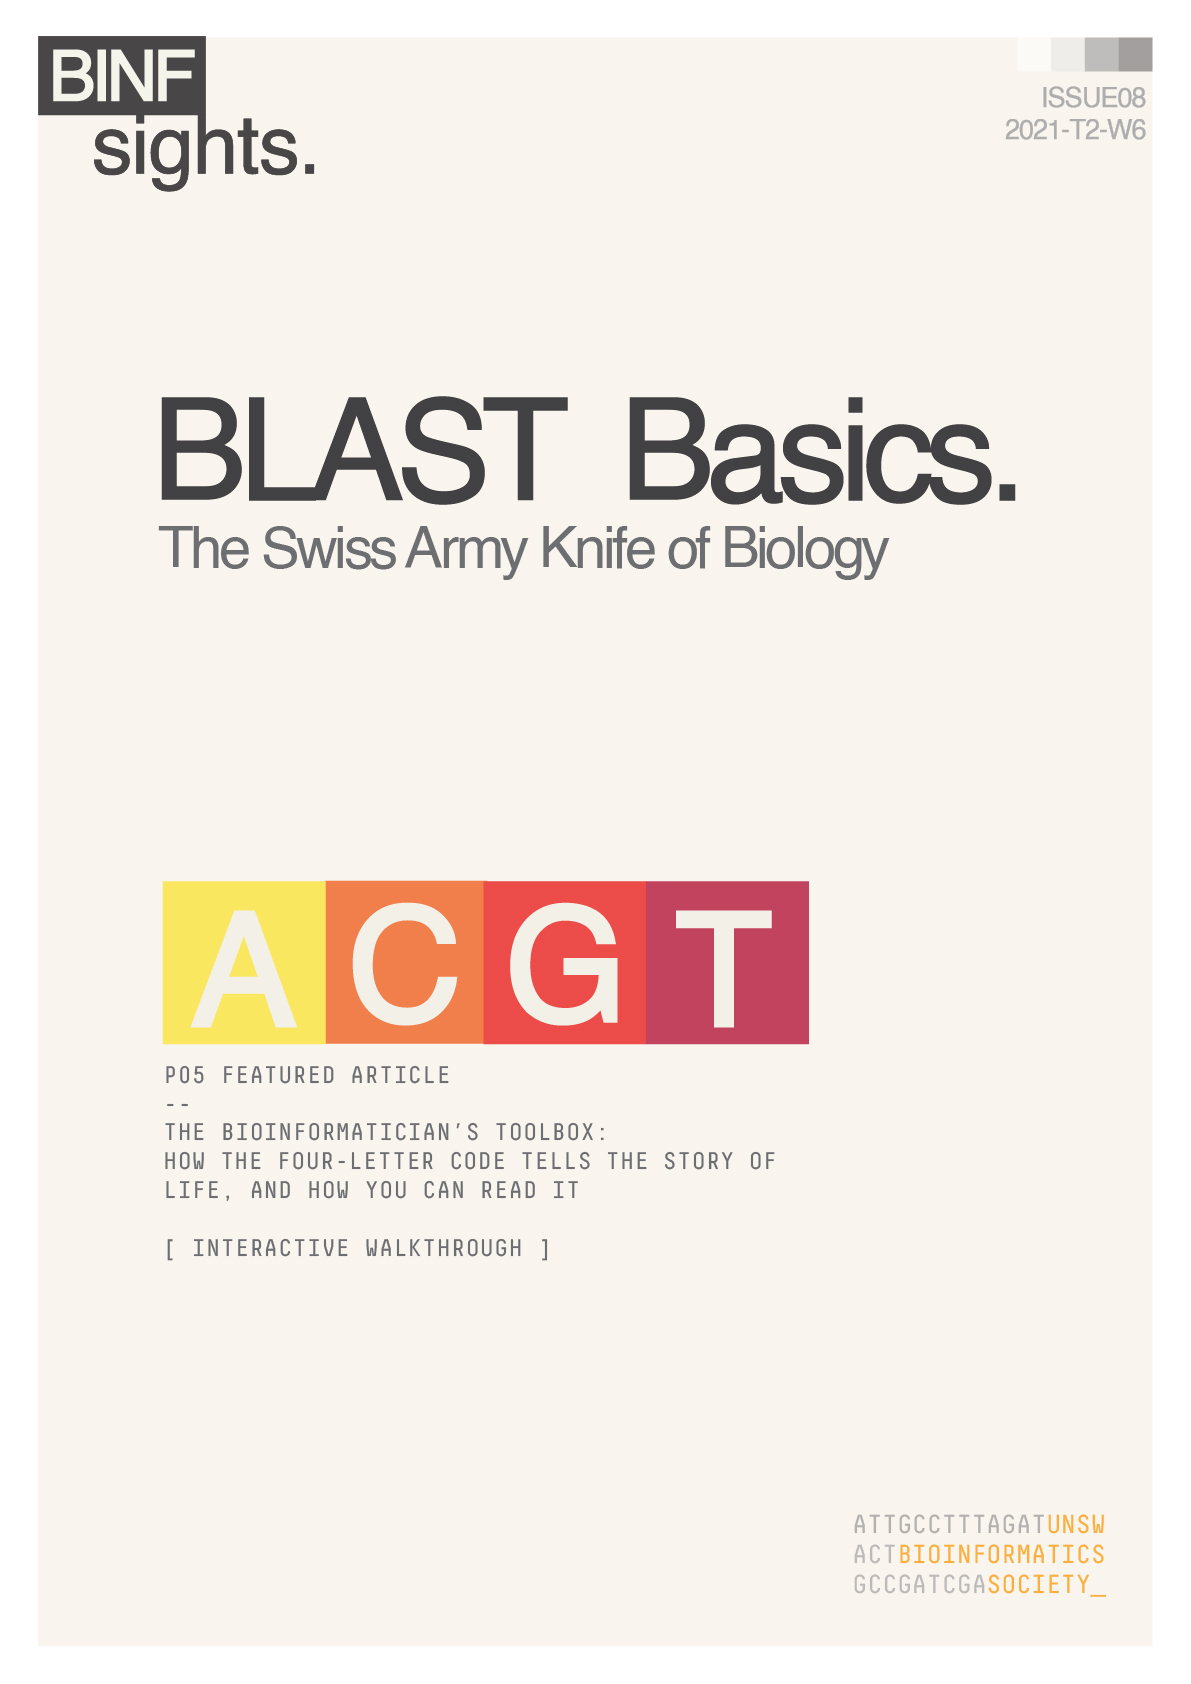 BINF
sights.
ISSUE08
2021-T2-W6
BLAST Basics.
The Swiss Army Knife of Biology
A C G T
P05 FEATURED ARTICLE
--
THE BIOINFORMATICIAN'S TOOLBOX:
HOW THE FOUR-LETTER CODE TELLS THE STORY OF
LIFE, AND HOW YOU CAN READ IT
[ INTERACTIVE WALKTHROUGH ]
ATTGCCTTTAGATUNSW
ACTBIOINFORMATICS
GCCGATCGASOCIETY_